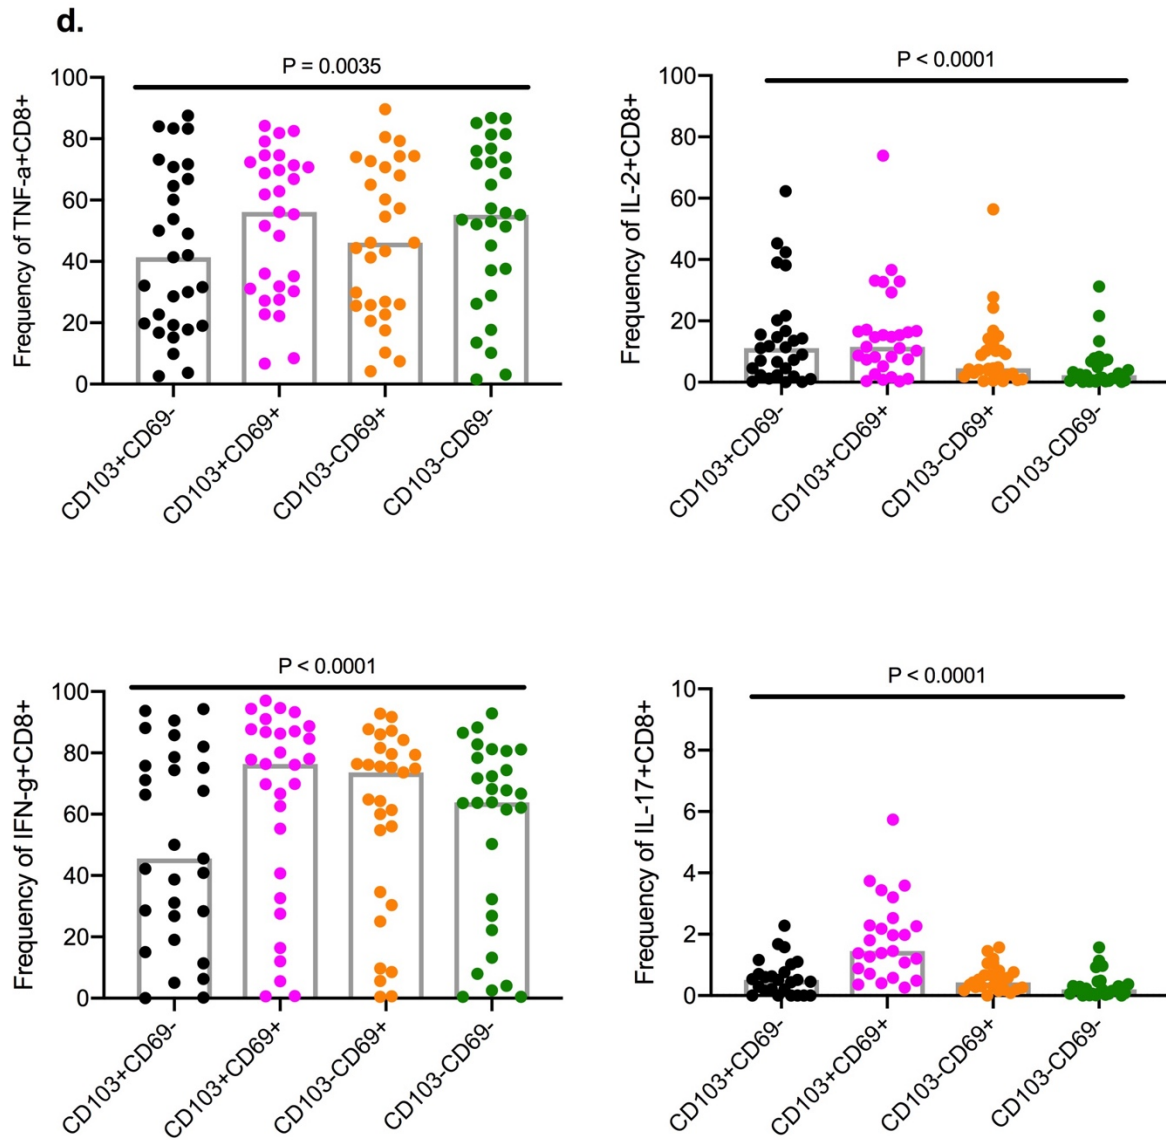 d.
P = 0.0035
Frequency of TNF-a+CD8+
100
80
60
40
20
0
CD103+CD69-
CD103+CD69+
CD103-CD69+
CD103-CD69-
P < 0.0001
Frequency of IL-2+CD8+
100
80
60
40
20
0
CD103+CD69-
CD103+CD69+
CD103-CD69+
CD103-CD69-
P < 0.0001
Frequency of IFN-g+CD8+
100
80
60
40
20
0
CD103+CD69-
CD103+CD69+
CD103-CD69+
CD103-CD69-
P < 0.0001
Frequency of IL-17+CD8+
10
8
6
4
2
0
CD103+CD69-
CD103+CD69+
CD103-CD69+
CD103-CD69-